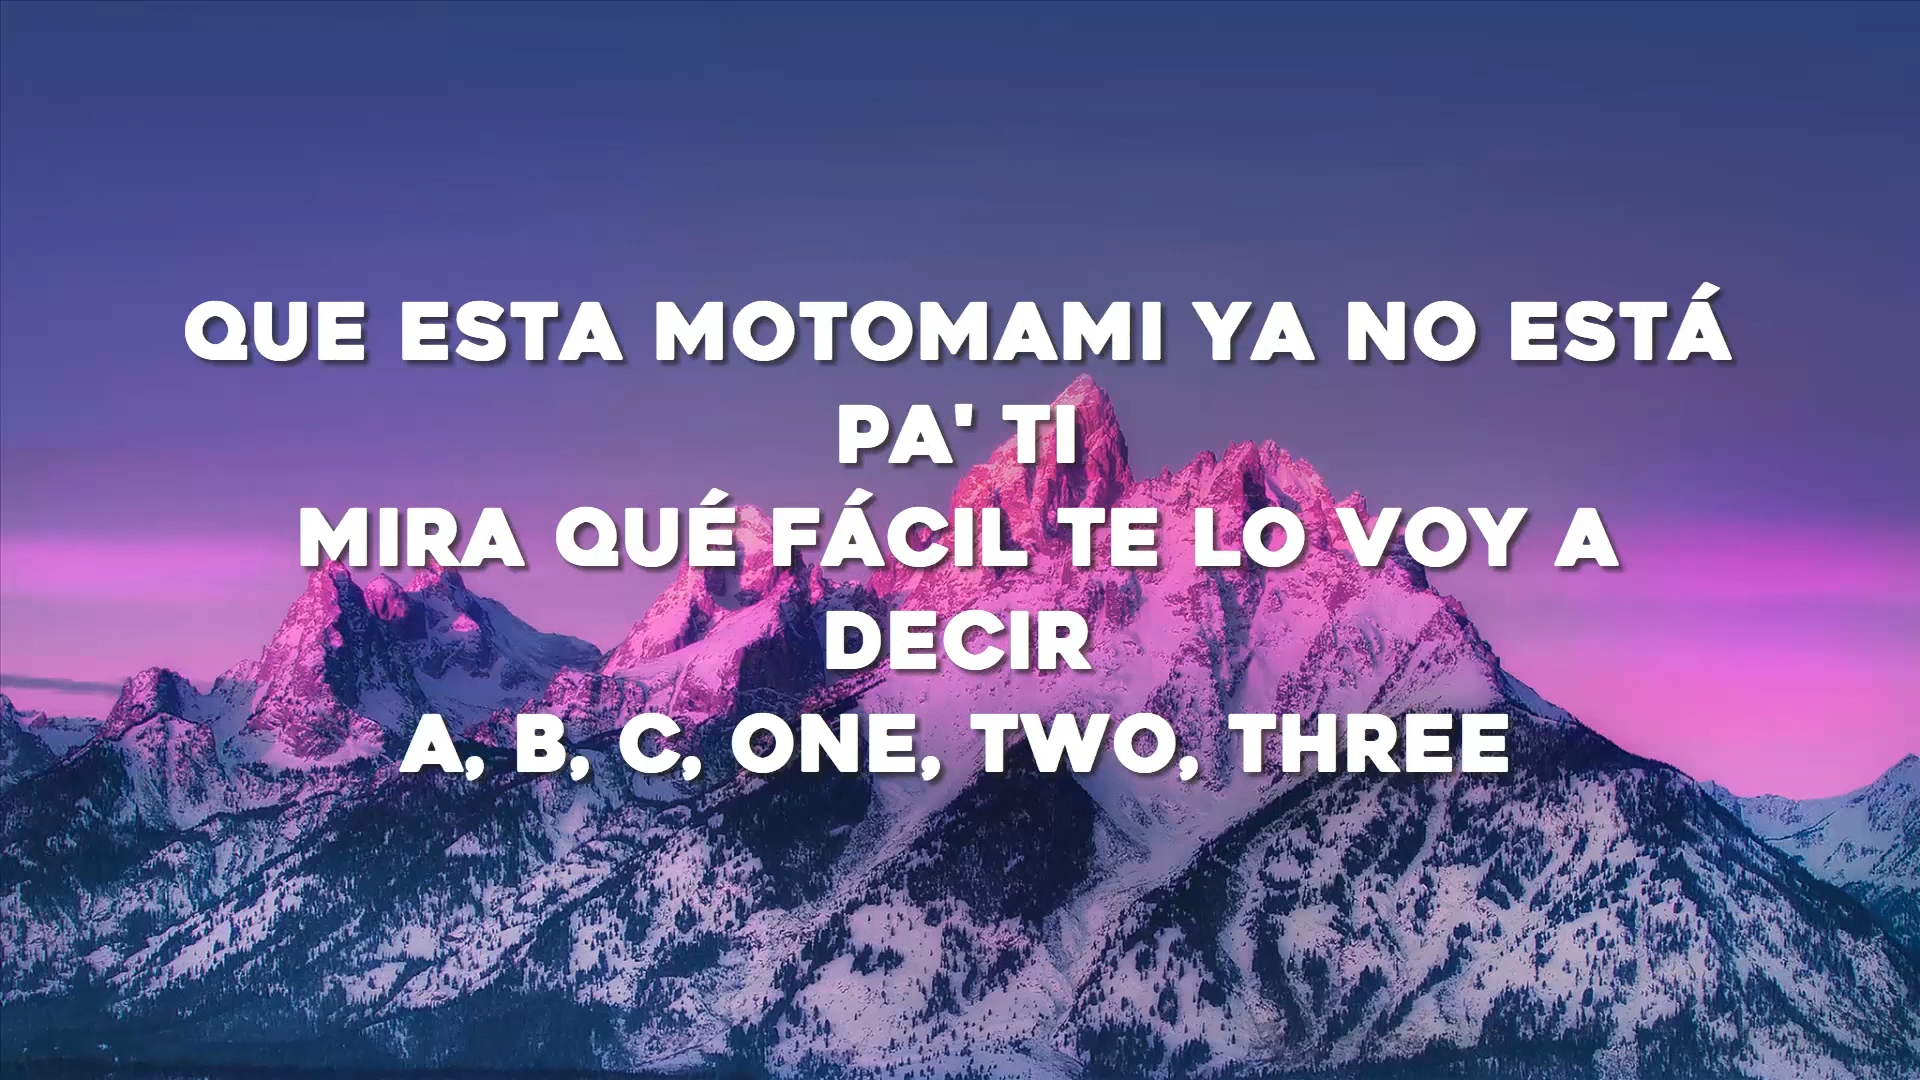 QUE ESTA MOTOMAMI YA NO ESTÁ
PA' TI
MIRA QUÉ FÁCIL TE LO VOY A
DECIR
A, B, C, ONE, TWO, THREE